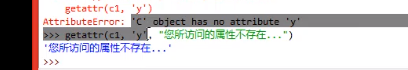 getattr(c1, 'y')
AttributeError: 'C' object has no attribute 'y'
>>> getattr(c1, 'y', "您所访问的属性不存在...")
'您所访问的属性不存在...'
>>>